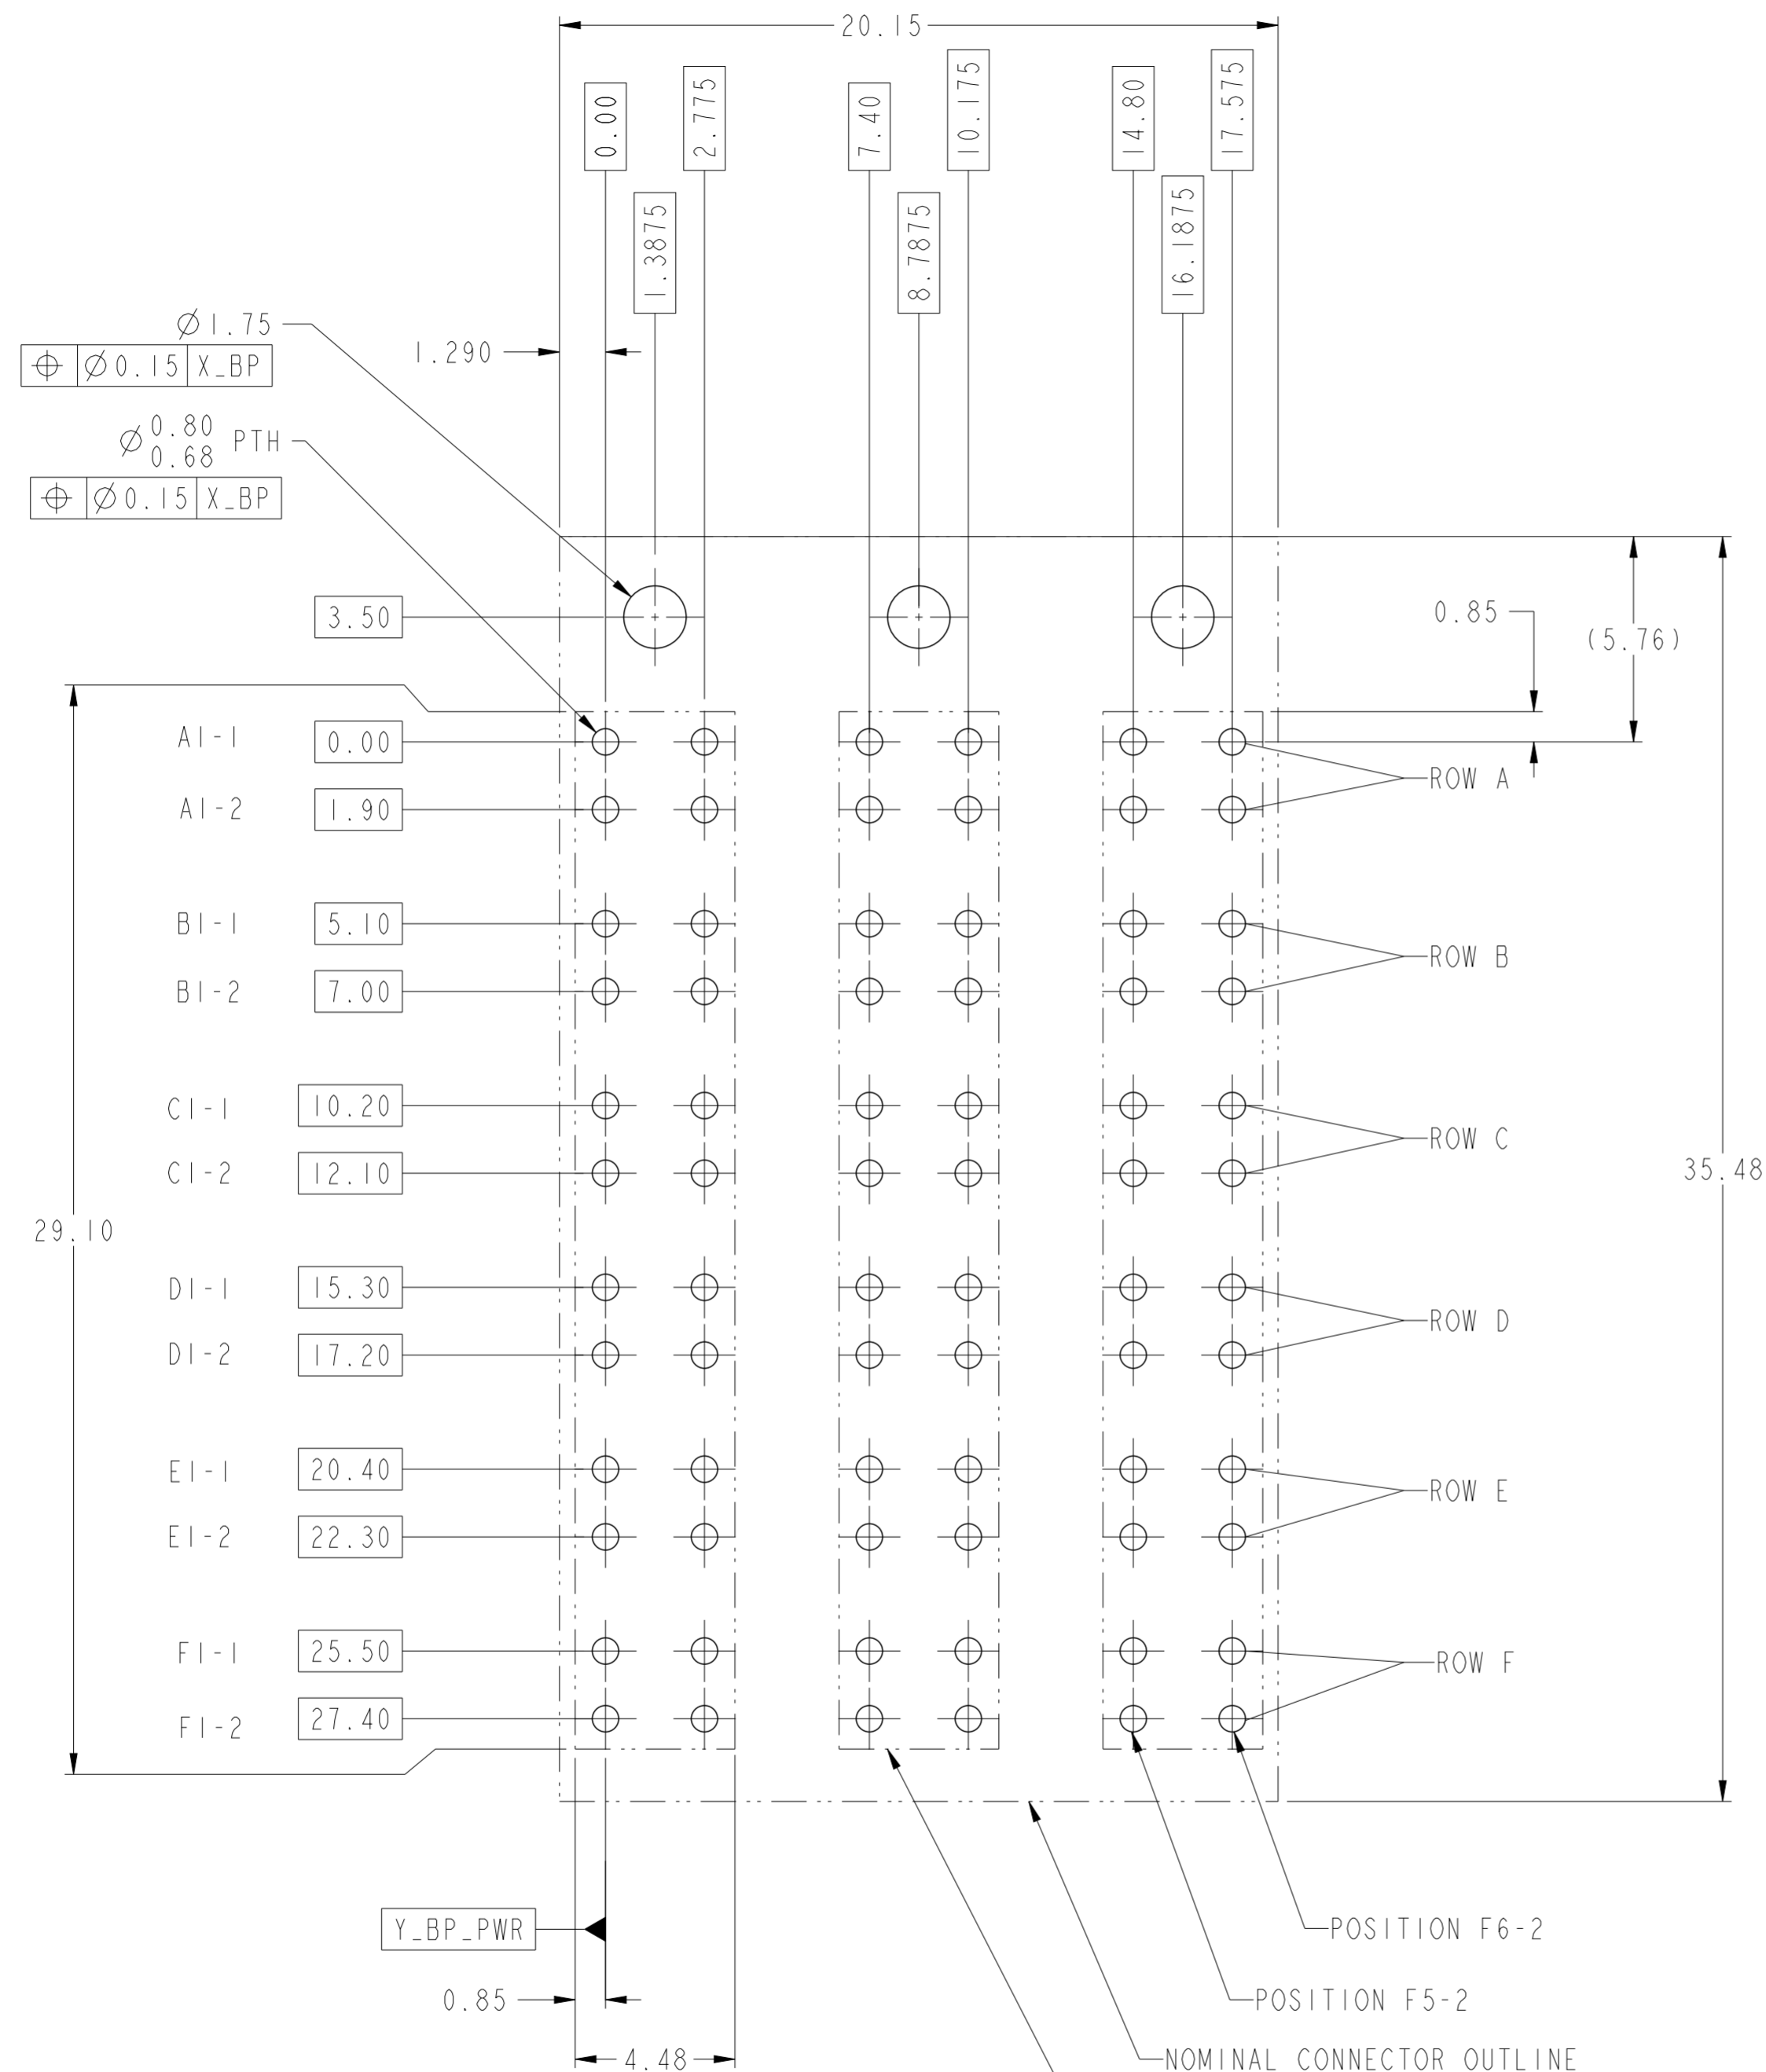 20.15
0.00
2.775
7.40
10.175
14.80
17.575
1.3875
8.7875
16.1875
Ø1.75
⌖ Ø0.15 X_BP
1.290
Ø 0.80
0.68 PTH
⌖ Ø0.15 X_BP
3.50
0.85
(5.76)
A1-1 0.00
A1-2 1.90
ROW A
B1-1 5.10
B1-2 7.00
ROW B
C1-1 10.20
C1-2 12.10
ROW C
35.48
29.10
D1-1 15.30
D1-2 17.20
ROW D
E1-1 20.40
E1-2 22.30
ROW E
F1-1 25.50
F1-2 27.40
ROW F
Y_BP_PWR
POSITION F6-2
0.85
POSITION F5-2
4.48
NOMINAL CONNECTOR OUTLINE